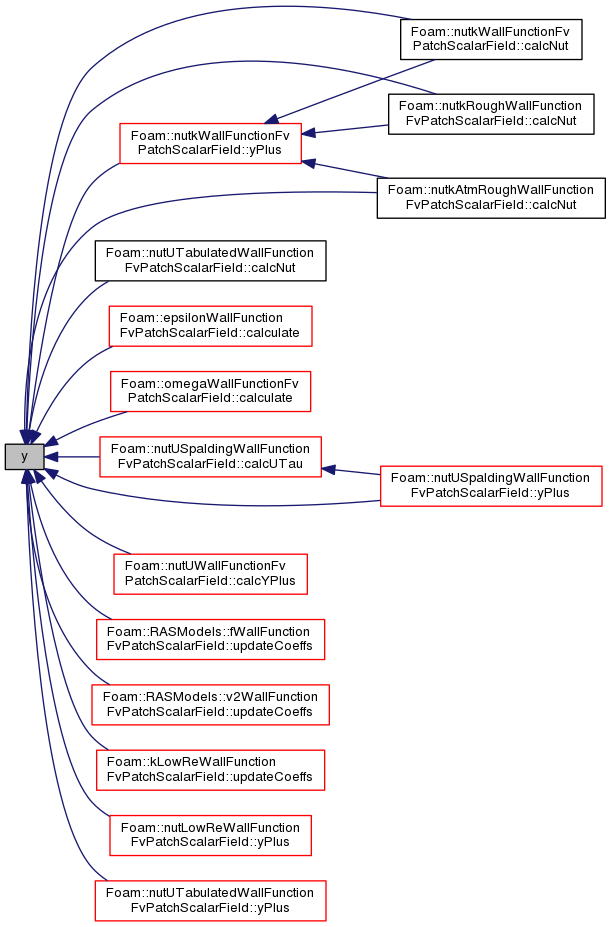 Foam::nutkWallFunctionFv
PatchScalarField::calcNut
Foam::nutkRoughWallFunction
FvPatchScalarField::calcNut
Foam::nutkWallFunctionFv
PatchScalarField::yPlus
Foam::nutkAtmRoughWallFunction
FvPatchScalarField::calcNut
Foam::nutUTabulatedWallFunction
FvPatchScalarField::calcNut
Foam::epsilonWallFunction
FvPatchScalarField::calculate
Foam::omegaWallFunctionFv
PatchScalarField::calculate
y
Foam::nutUSpaldingWallFunction
FvPatchScalarField::calcUTau
Foam::nutUSpaldingWallFunction
FvPatchScalarField::yPlus
Foam::nutUWallFunctionFv
PatchScalarField::calcYPlus
Foam::RASModels::fWallFunction
FvPatchScalarField::updateCoeffs
Foam::RASModels::v2WallFunction
FvPatchScalarField::updateCoeffs
Foam::kLowReWallFunction
FvPatchScalarField::updateCoeffs
Foam::nutLowReWallFunction
FvPatchScalarField::yPlus
Foam::nutUTabulatedWallFunction
FvPatchScalarField::yPlus